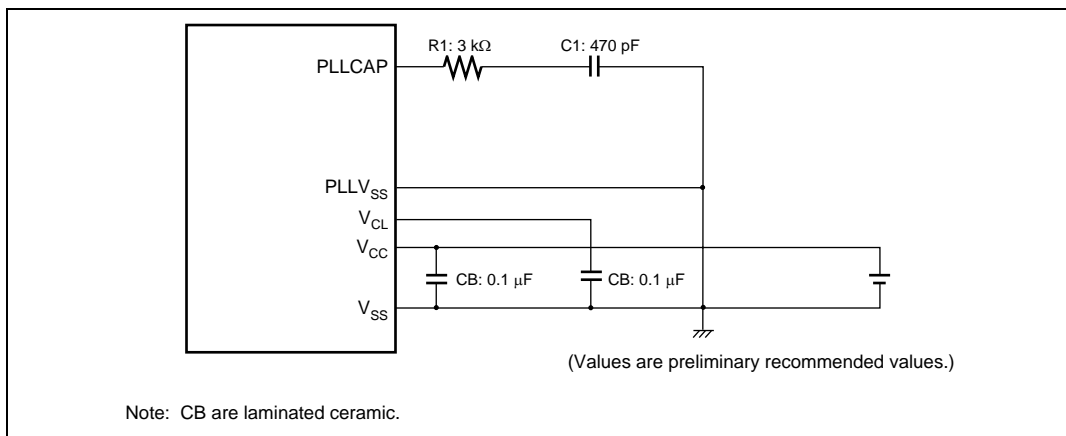 R1: 3 kΩ
C1: 470 pF
PLLCAP
PLLVSS
VCL
VCC
CB: 0.1 μF
CB: 0.1 μF
VSS
(Values are preliminary recommended values.)
Note: CB are laminated ceramic.